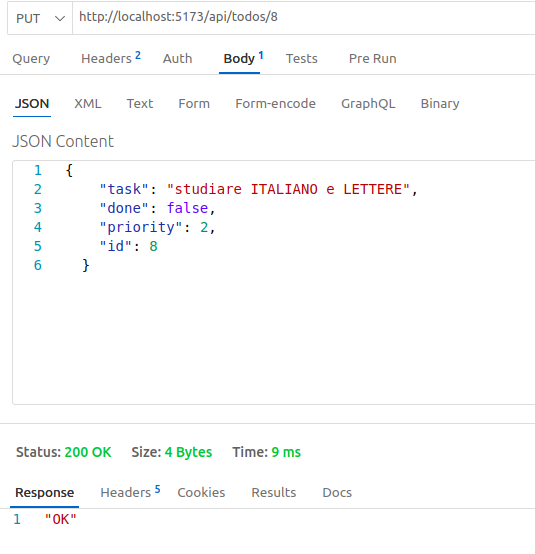 PUT http://localhost:5173/api/todos/8
Query Headers 2 Auth Body 1 Tests Pre Run
JSON XML Text Form Form-encode GraphQL Binary
JSON Content
1 {
2 "task": "studiare ITALIANO e LETTERE",
3 "done": false,
4 "priority": 2,
5 "id": 8
6 }
Status: 200 OK Size: 4 Bytes Time: 9 ms
Response Headers 5 Cookies Results Docs
1 "OK"